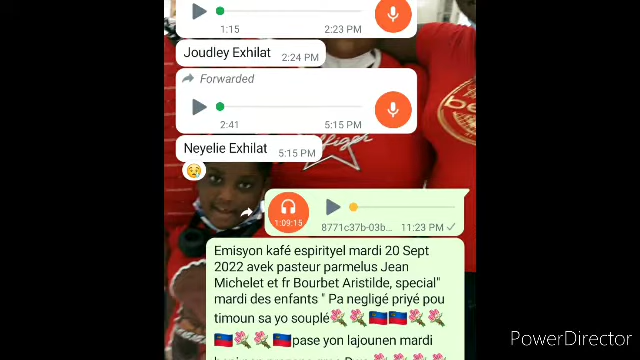 1:15 2:23 PM
Joudley Exhilat 2:24 PM
Forwarded
2:41 5:15 PM
Neyelie Exhilat 5:15 PM
1:09:15 8771c37b-03b... 11:23 PM
Emisyon kafé espirityel mardi 20 Sept
2022 avek pasteur parmelus Jean
Michelet et fr Bourbet Aristilde, special"
mardi des enfants " Pa negligé priyé pou
timoun sa yo souplé
pase yon lajounen mardi
PowerDirector